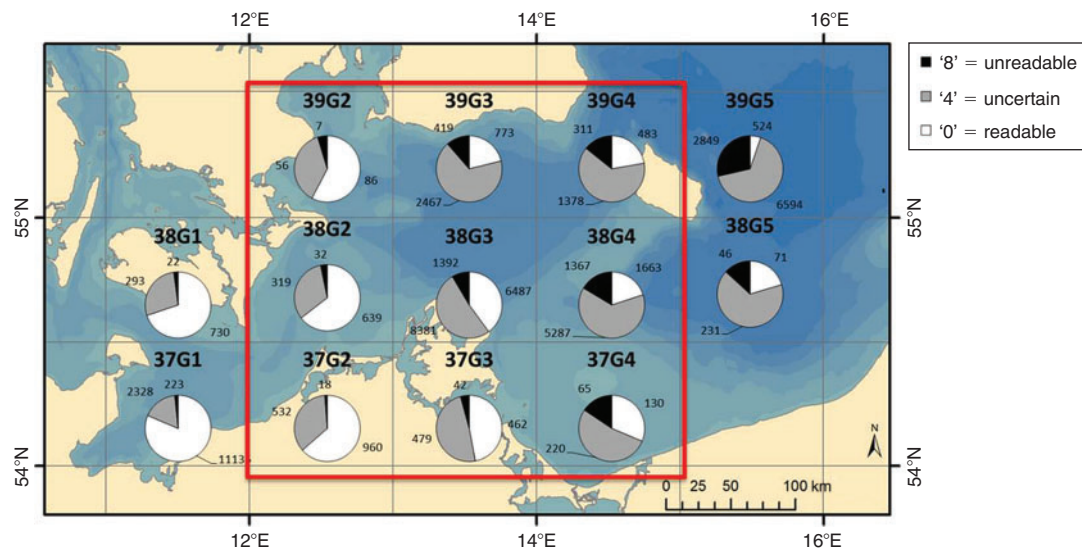 12°E 14°E 16°E
'8' = unreadable
'4' = uncertain
'0' = readable
39G2 39G3 39G4 39G5
7 419 773 311 483 2849 524
56 86 2467 1378 6594
55°N 55°N
38G1 38G2 38G3 38G4 38G5
22 32 1392 1367 1663 46 71
293 319 6487
730 639 8381 5287 231
37G1 37G2 37G3 37G4
2328 223 18 42 65 130
532 462
1113 960 479 220
54°N 54°N
N
0 25 50 100 km
12°E 14°E 16°E